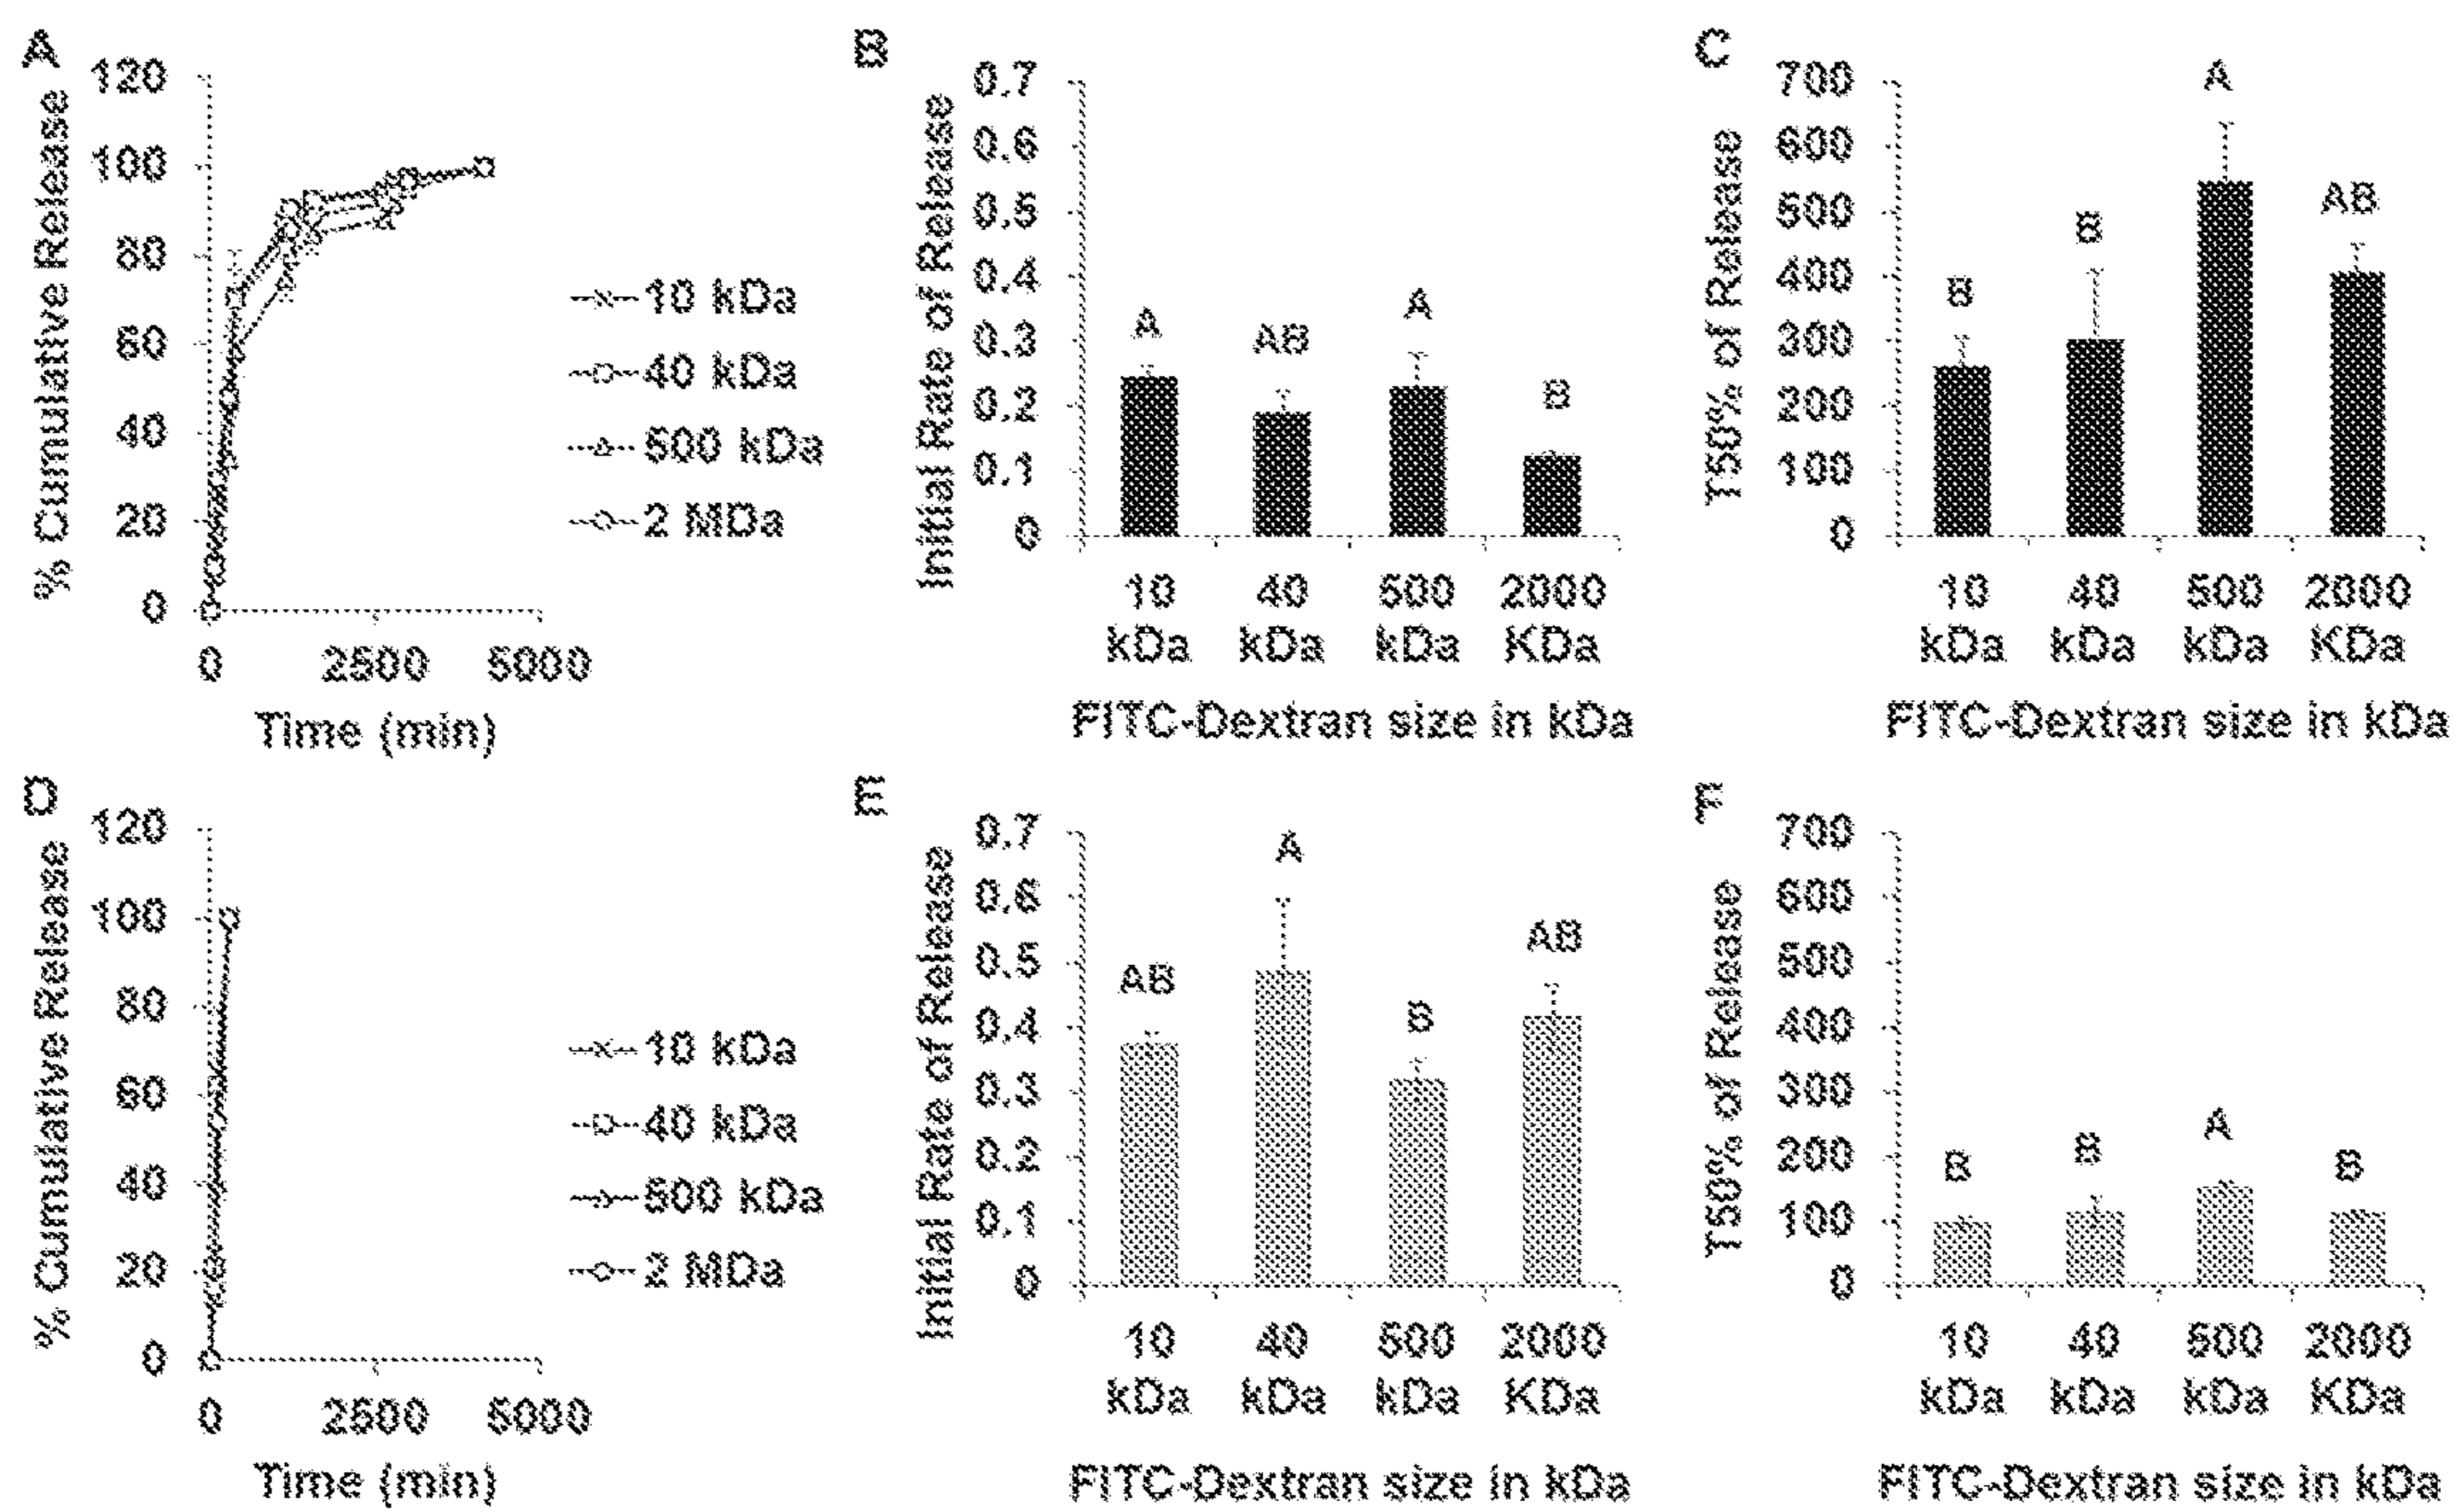 A
% Cumulative Release
120
100
80
60
40
20
0
0 2500 5000
Time (min)
10 kDa
40 kDa
500 kDa
2 MDa
B
Initial Rate of Release
0.7
0.6
0.5
0.4
0.3
0.2
0.1
0
A AB A B
10 40 500 2000
kDa kDa kDa KDa
FITC-Dextran size in kDa
C
T50% of Release
700
600
500
400
300
200
100
0
B B A AB
10 40 500 2000
kDa kDa kDa KDa
FITC-Dextran size in kDa
D
% Cumulative Release
120
100
80
60
40
20
0
0 2500 5000
Time (min)
10 kDa
40 kDa
500 kDa
2 MDa
E
Initial Rate of Release
0.7
0.6
0.5
0.4
0.3
0.2
0.1
0
AB A B AB
10 40 500 2000
kDa kDa kDa KDa
FITC-Dextran size in kDa
F
T50% of Release
700
600
500
400
300
200
100
0
B B A B
10 40 500 2000
kDa kDa kDa KDa
FITC-Dextran size in kDa